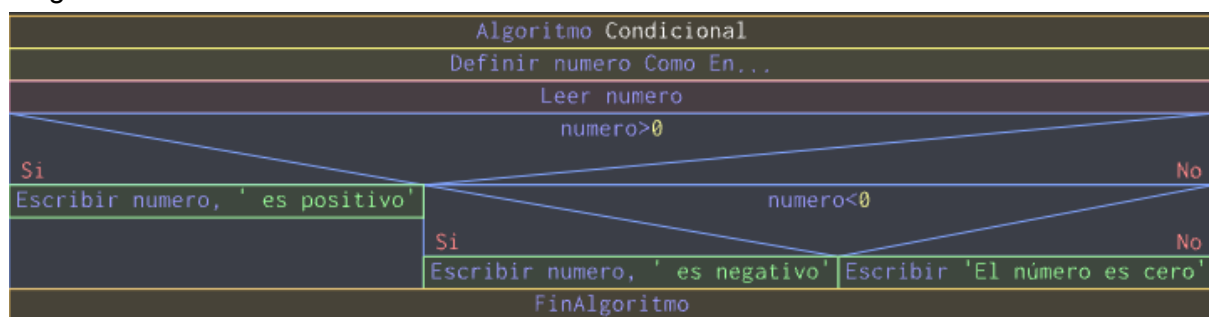 Algoritmo Condicional
Definir numero Como En...
Leer numero
numero>0
Si
No
Escribir numero, ' es positivo'
numero<0
Si
No
Escribir numero, ' es negativo'
Escribir 'El número es cero'
FinAlgoritmo